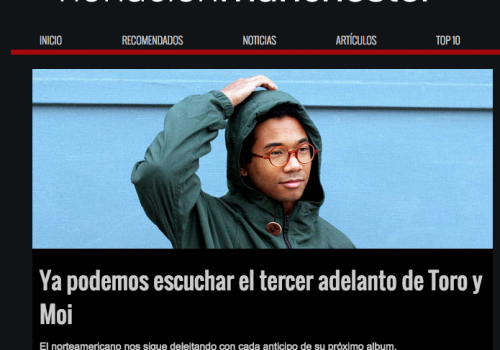 INICIO RECOMENDADOS NOTICIAS ARTÍCULOS TOP 10
Ya podemos escuchar el tercer adelanto de Toro y
Moi
El norteamericano nos sigue deleitando con cada anticipo de su próximo album.